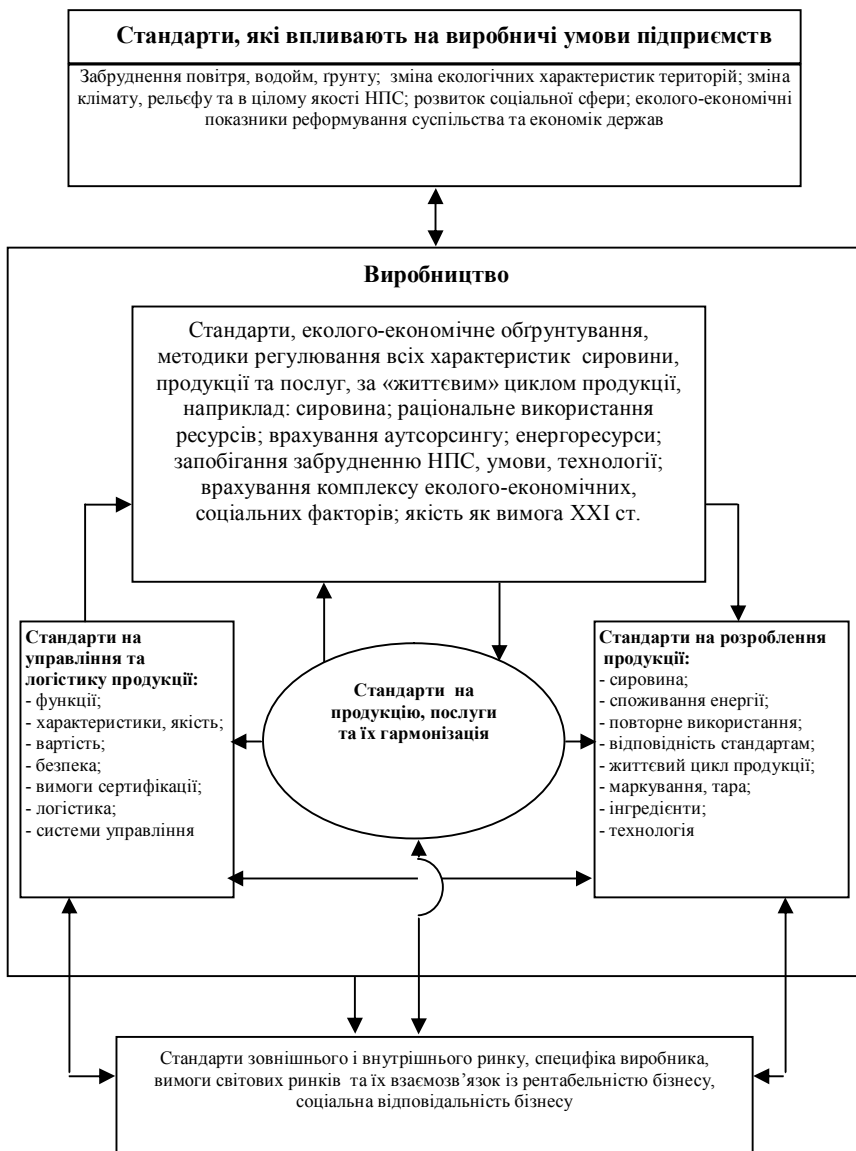 Стандарти, які впливають на виробничі умови підприємств
Забруднення повітря, водойм, ґрунту; зміна екологічних характеристик територій; зміна
клімату, рельєфу та в цілому якості НПС; розвиток соціальної сфери; еколого-економічні
показники реформування суспільства та економік держав
Виробництво
Стандарти, еколого-економічне обґрунтування,
методики регулювання всіх характеристик сировини,
продукції та послуг, за «життєвим» циклом продукції,
наприклад: сировина; раціональне використання
ресурсів; врахування аутсорсингу; енергоресурси;
запобігання забрудненню НПС, умови, технології;
врахування комплексу еколого-економічних,
соціальних факторів; якість як вимога XXI ст.
Стандарти на
управління та
логістику продукції:
- функції;
- характеристики, якість;
- вартість;
- безпека;
- вимоги сертифікації;
- логістика;
- системи управління
Стандарти на
продукцію, послуги
та їх гармонізація
Стандарти на розроблення
продукції:
- сировина;
- споживання енергії;
- повторне використання;
- відповідність стандартам;
- життєвий цикл продукції;
- маркування, тара;
- інгредієнти;
- технологія
Стандарти зовнішнього і внутрішнього ринку, специфіка виробника,
вимоги світових ринків та їх взаємозв’язок із рентабельністю бізнесу,
соціальна відповідальність бізнесу